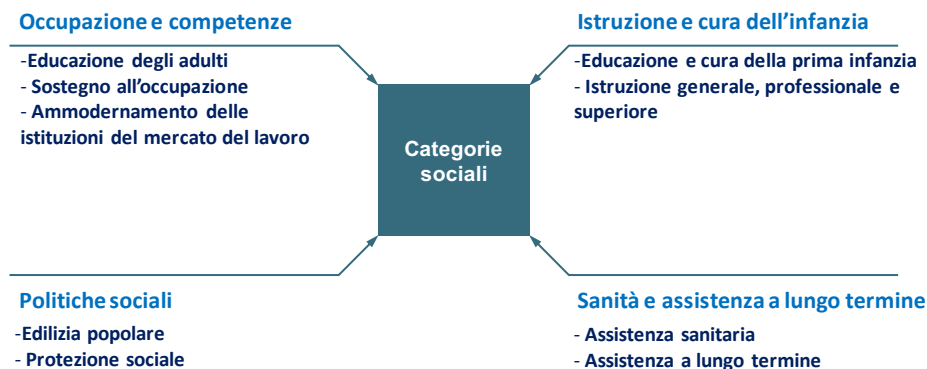 Occupazione e competenze
-Educazione degli adulti
- Sostegno all'occupazione
- Ammodernamento delle
istituzioni del mercato del lavoro
Istruzione e cura dell'infanzia
-Educazione e cura della prima infanzia
- Istruzione generale, professionale e
superiore
Categorie
sociali
Politiche sociali
-Edilizia popolare
- Protezione sociale
Sanità e assistenza a lungo termine
- Assistenza sanitaria
- Assistenza a lungo termine